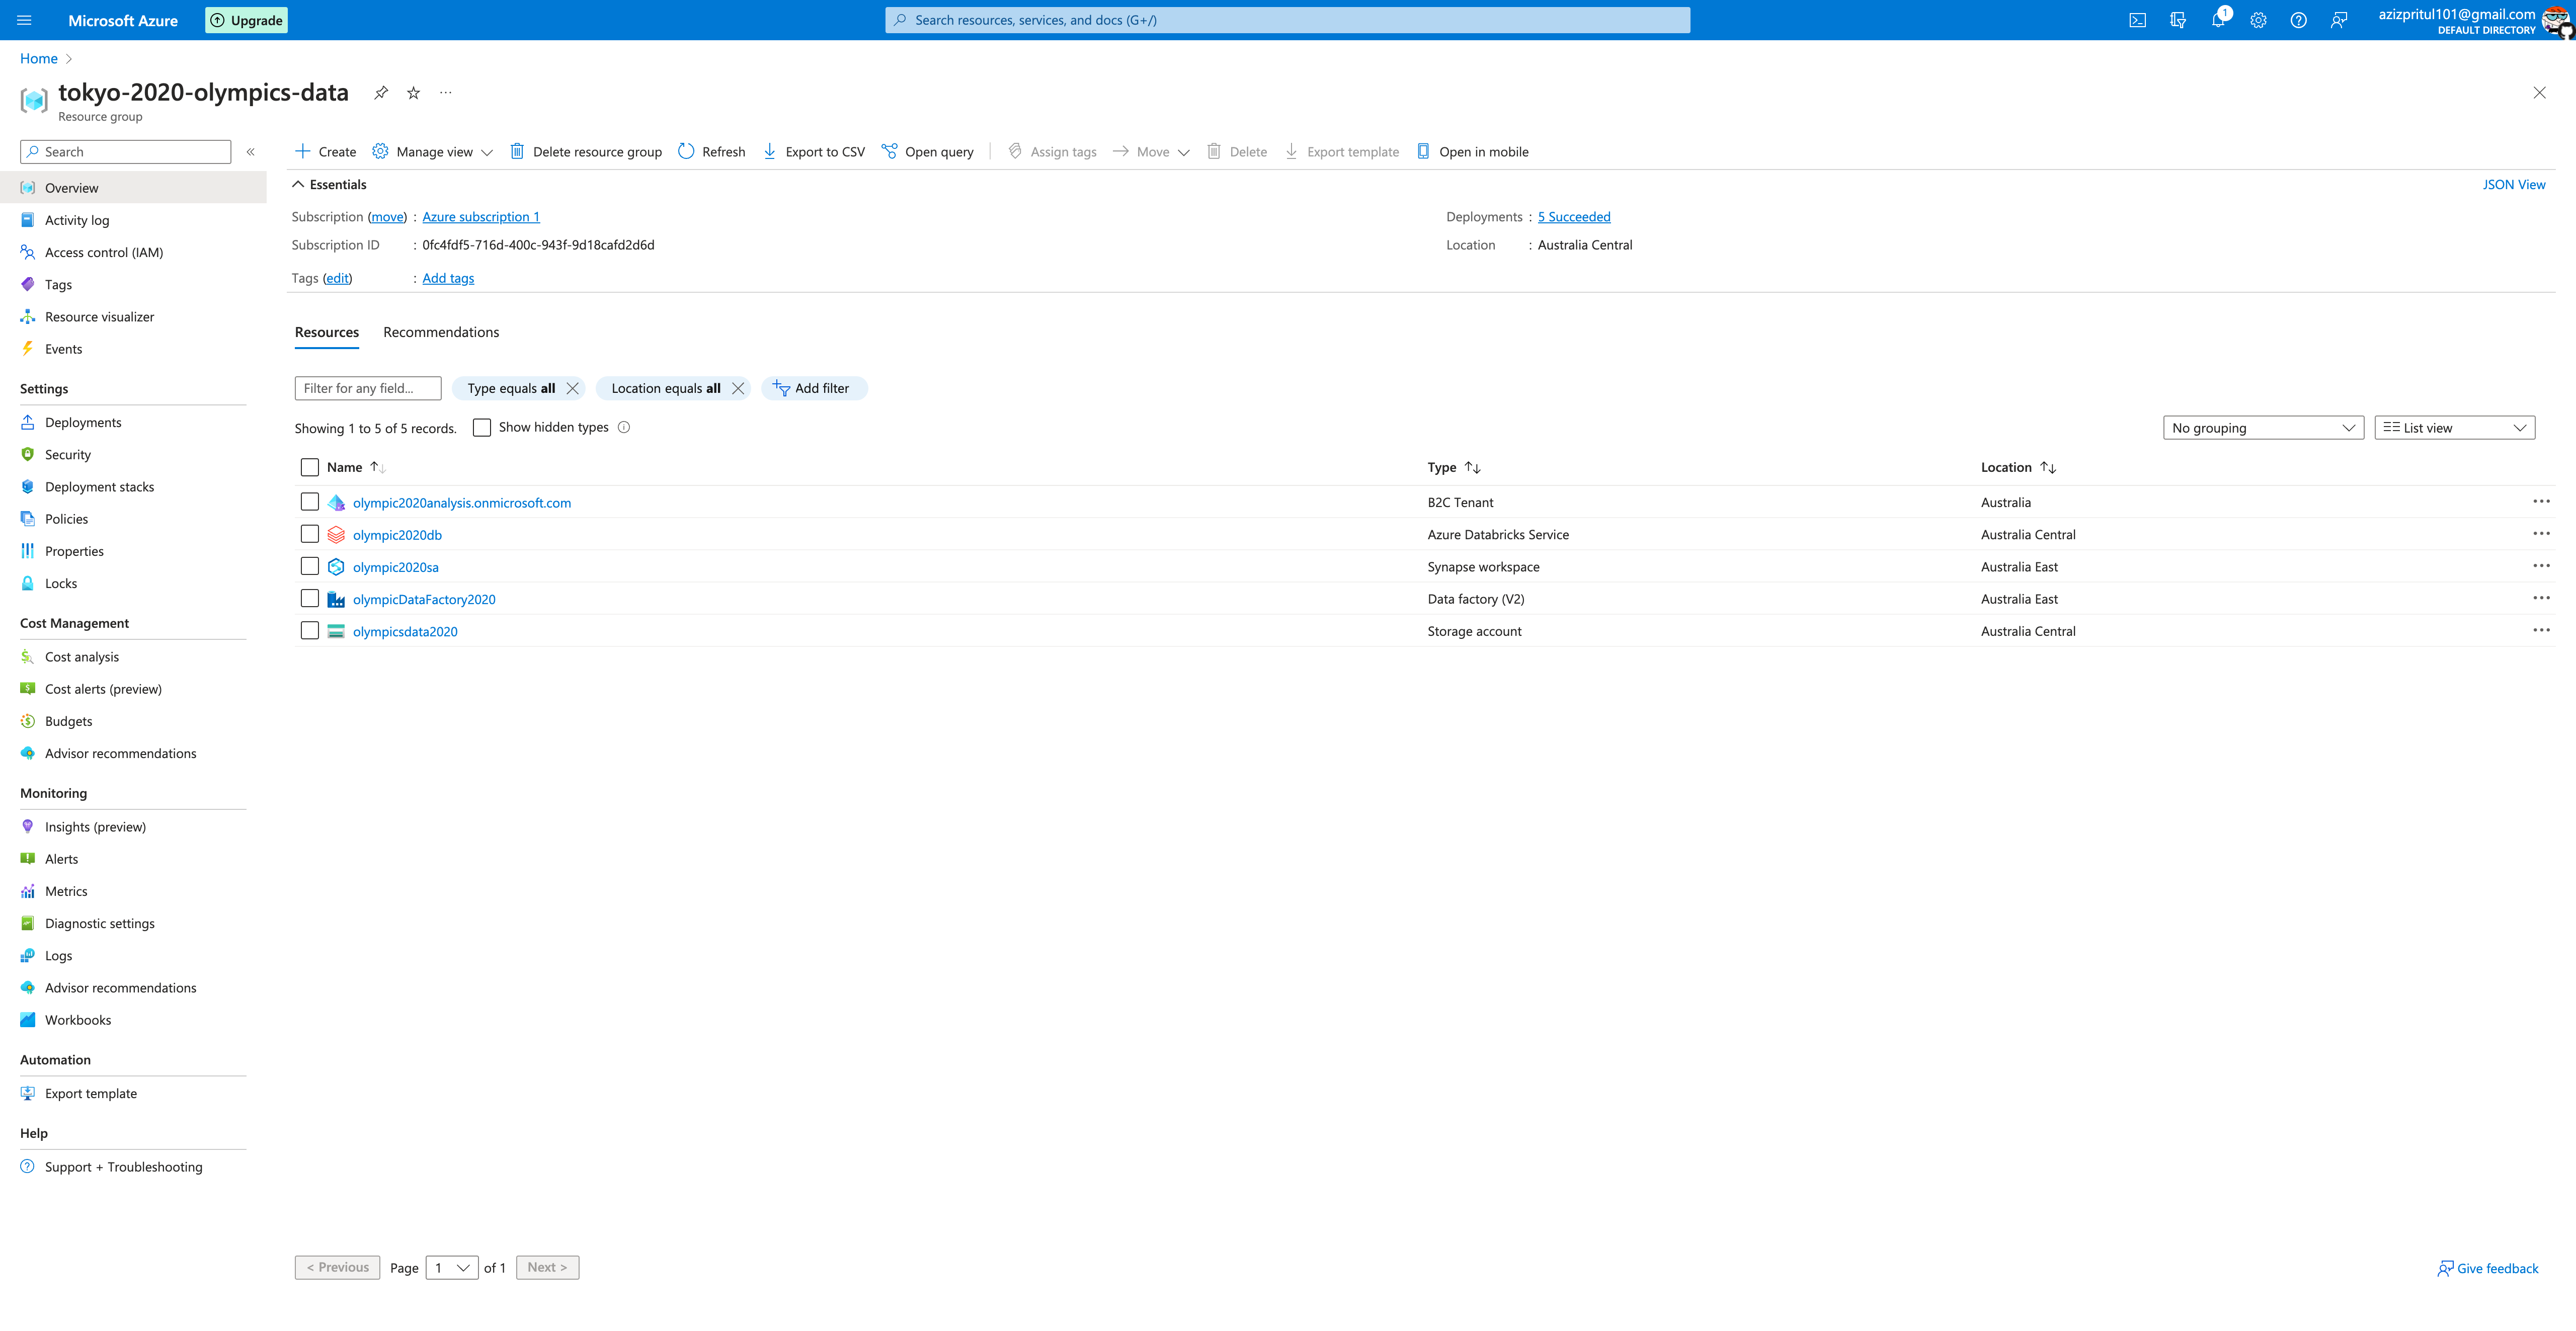 Microsoft Azure
Upgrade
Search resources, services, and docs (G+/)
1
azizpritul101@gmail.com
DEFAULT DIRECTORY
Home >
tokyo-2020-olympics-data
Resource group
Search
Overview
Activity log
Access control (IAM)
Tags
Resource visualizer
Events
Settings
Deployments
Security
Deployment stacks
Policies
Properties
Locks
Cost Management
Cost analysis
Cost alerts (preview)
Budgets
Advisor recommendations
Monitoring
Insights (preview)
Alerts
Metrics
Diagnostic settings
Logs
Advisor recommendations
Workbooks
Automation
Export template
Help
Support + Troubleshooting
Create Manage view Delete resource group Refresh Export to CSV Open query Assign tags Move Delete Export template Open in mobile
Essentials JSON View
Subscription (move) : Azure subscription 1 Deployments : 5 Succeeded
Subscription ID : 0fc4fdf5-716d-400c-943f-9d18cafd2d6d Location : Australia Central
Tags (edit) : Add tags
Resources Recommendations
Filter for any field... Type equals all Location equals all Add filter
Showing 1 to 5 of 5 records. Show hidden types No grouping List view
Name Type Location
olympic2020analysis.onmicrosoft.com B2C Tenant Australia
olympic2020db Azure Databricks Service Australia Central
olympic2020sa Synapse workspace Australia East
olympicDataFactory2020 Data factory (V2) Australia East
olympicsdata2020 Storage account Australia Central
< Previous Page 1 of 1 Next > Give feedback